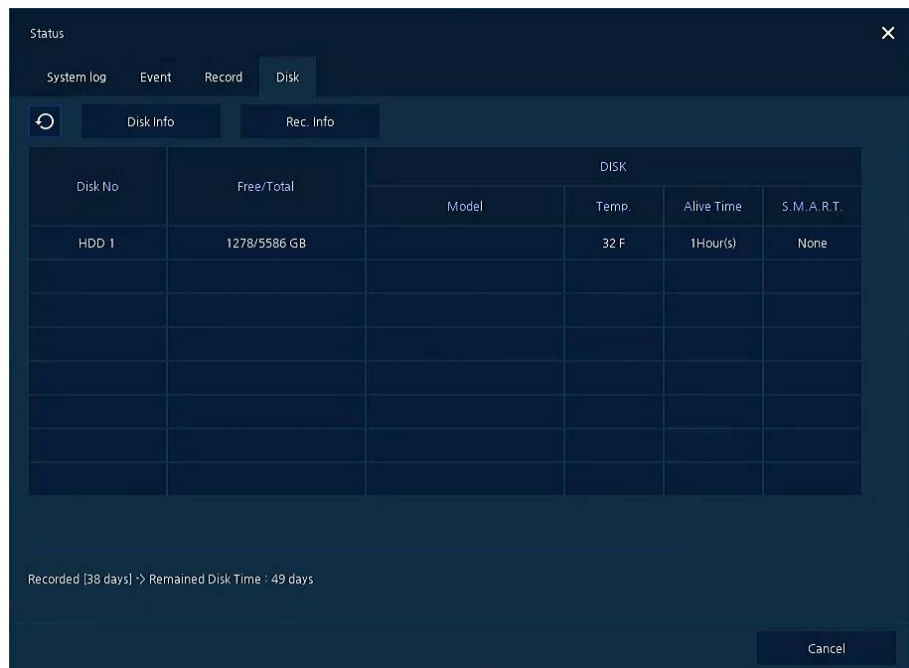 Status
System log Event Record Disk
Disk Info Rec. Info
Disk No Free/Total DISK
Model Temp. Alive Time S.M.A.R.T.
HDD 1 1278/5586 GB 32 F 1Hour(s) None
Recorded [38 days] -> Remained Disk Time : 49 days
Cancel